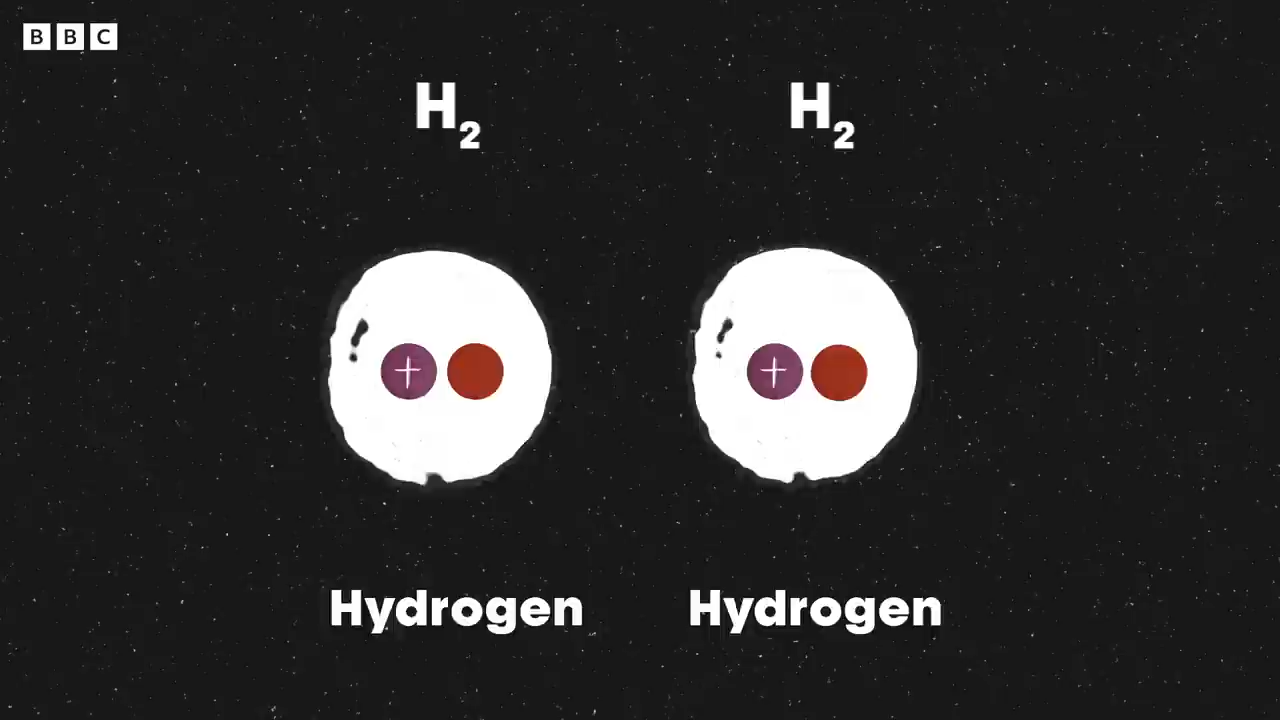 BBC
H₂ H₂
+ +
Hydrogen Hydrogen